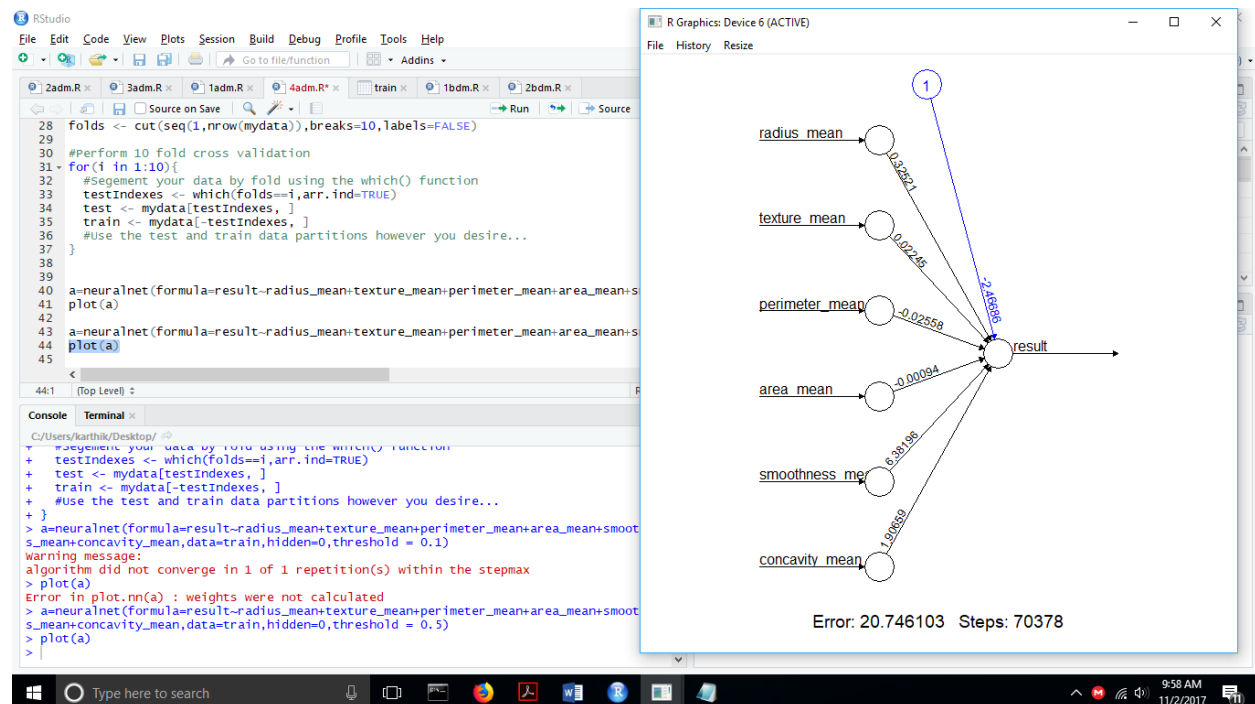 RStudio
File Edit Code View Plots Session Build Debug Profile Tools Help
Go to file/function Addins
2adm.R 3adm.R 1adm.R 4adm.R* train 1bdm.R 2bdm.R
Source on Save Run Source
28 folds <- cut(seq(1,nrow(mydata)),breaks=10,labels=FALSE)
29
30 #Perform 10 fold cross validation
31 for(i in 1:10){
32 #Segement your data by fold using the which() function
33 testIndexes <- which(folds==i,arr.ind=TRUE)
34 test <- mydata[testIndexes, ]
35 train <- mydata[-testIndexes, ]
36 #Use the test and train data partitions however you desire...
37 }
38
39
40 a=neuralnet(formula=result~radius_mean+texture_mean+perimeter_mean+area_mean+s
41 plot(a)
42
43 a=neuralnet(formula=result~radius_mean+texture_mean+perimeter_mean+area_mean+s
44 plot(a)
45
44:1 (Top Level)
Console Terminal
C:/Users/karthik/Desktop/
+ #Segement your data by fold using the which() function
+ testIndexes <- which(folds==i,arr.ind=TRUE)
+ test <- mydata[testIndexes, ]
+ train <- mydata[-testIndexes, ]
+ #Use the test and train data partitions however you desire...
+ }
> a=neuralnet(formula=result~radius_mean+texture_mean+perimeter_mean+area_mean+smoot
s_mean+concavity_mean,data=train,hidden=0,threshold = 0.1)
Warning message:
algorithm did not converge in 1 of 1 repetition(s) within the stepmax
> plot(a)
Error in plot.nn(a) : weights were not calculated
> a=neuralnet(formula=result~radius_mean+texture_mean+perimeter_mean+area_mean+smoot
s_mean+concavity_mean,data=train,hidden=0,threshold = 0.5)
> plot(a)
>
R Graphics: Device 6 (ACTIVE)
File History Resize
1
radius_mean
0.32521
texture_mean
0.02245
-2.46686
perimeter_mean
-0.02558
result
area_mean
-0.00094
smoothness_me
6.38196
concavity_mean
1.90659
Error: 20.746103 Steps: 70378
Type here to search
9:58 AM
11/2/2017